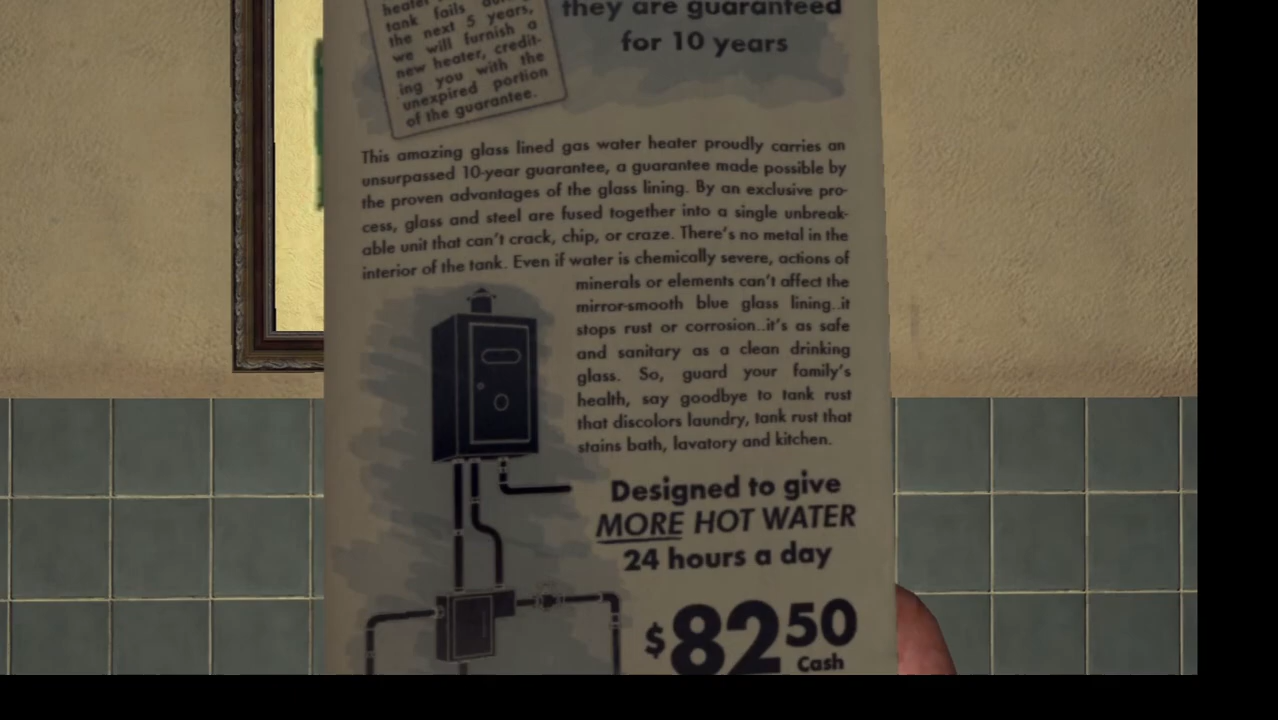 heater
tank fails
the next 5 years,
we will furnish a
new heater, credit-
ing you with the
unexpired portion
of the guarantee.
they are guaranteed
for 10 years
This amazing glass lined gas water heater proudly carries an
unsurpassed 10-year guarantee, a guarantee made possible by
the proven advantages of the glass lining. By an exclusive pro-
cess, glass and steel are fused together into a single unbreak-
able unit that can't crack, chip, or craze. There's no metal in the
interior of the tank. Even if water is chemically severe, actions of
minerals or elements can't affect the
mirror-smooth blue glass lining..it
stops rust or corrosion..it's as safe
and sanitary as a clean drinking
glass. So, guard your family's
health, say goodbye to tank rust
that discolors laundry, tank rust that
stains bath, lavatory and kitchen.
Designed to give
MORE HOT WATER
24 hours a day
$82 50
Cash